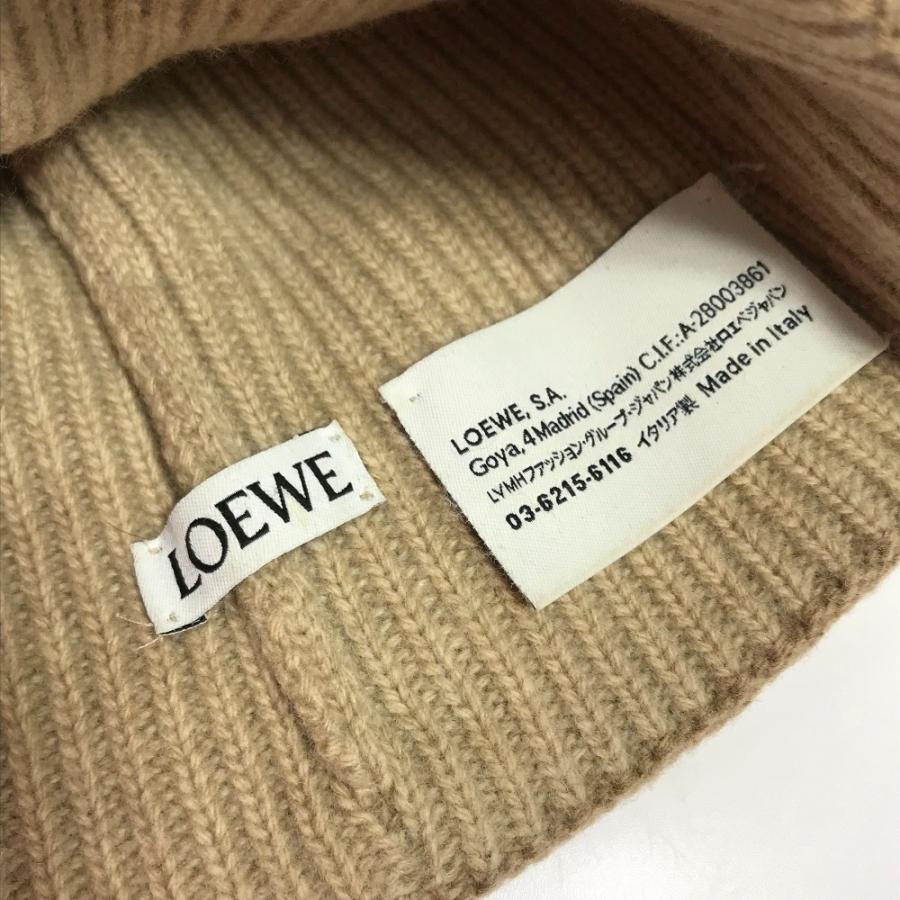 LOEWE
LOEWE, S.A.
Goya, 4 Madrid (Spain) C.I.F.:A-28003861
LVMHファッション・グループ・ジャパン株式会社ロエベジャパン
03-6215-6116 イタリア製 Made in Italy